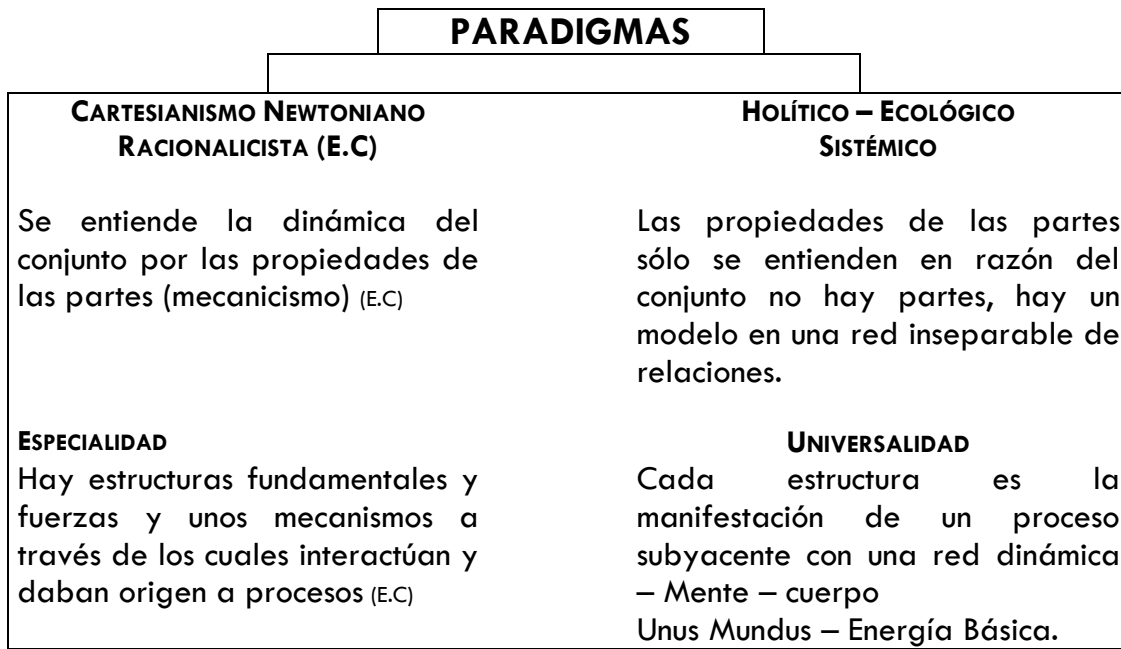 PARADIGMAS
CARTESIANISMO NEWTONIANO
RACIONALICISTA (E.C)
Se entiende la dinámica del
conjunto por las propiedades de
las partes (mecanicismo) (E.C)
ESPECIALIDAD
Hay estructuras fundamentales y
fuerzas y unos mecanismos a
través de los cuales interactúan y
daban origen a procesos (E.C)
HOLÍTICO – ECOLÓGICO
SISTÉMICO
Las propiedades de las partes
sólo se entienden en razón del
conjunto no hay partes, hay un
modelo en una red inseparable de
relaciones.
UNIVERSALIDAD
Cada estructura es la
manifestación de un proceso
subyacente con una red dinámica
– Mente – cuerpo
Unus Mundus – Energía Básica.